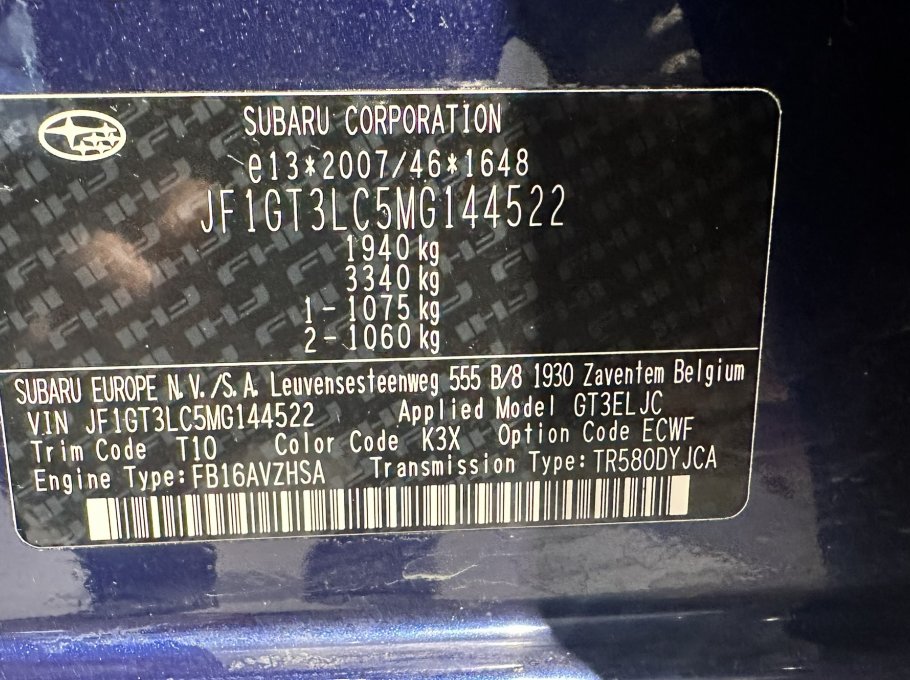 SUBARU CORPORATION
e13*2007/46*1648
JF1GT3LC5MG144522
1940 kg
3340 kg
1 - 1075 kg
2 - 1060 kg
SUBARU EUROPE N.V./S.A. Leuvensesteenweg 555 B/8 1930 Zaventem Belgium
VIN JF1GT3LC5MG144522 Applied Model GT3ELJC
Trim Code T10 Color Code K3X Option Code ECWF
Engine Type: FB16AVZHSA Transmission Type: TR580DYJCA